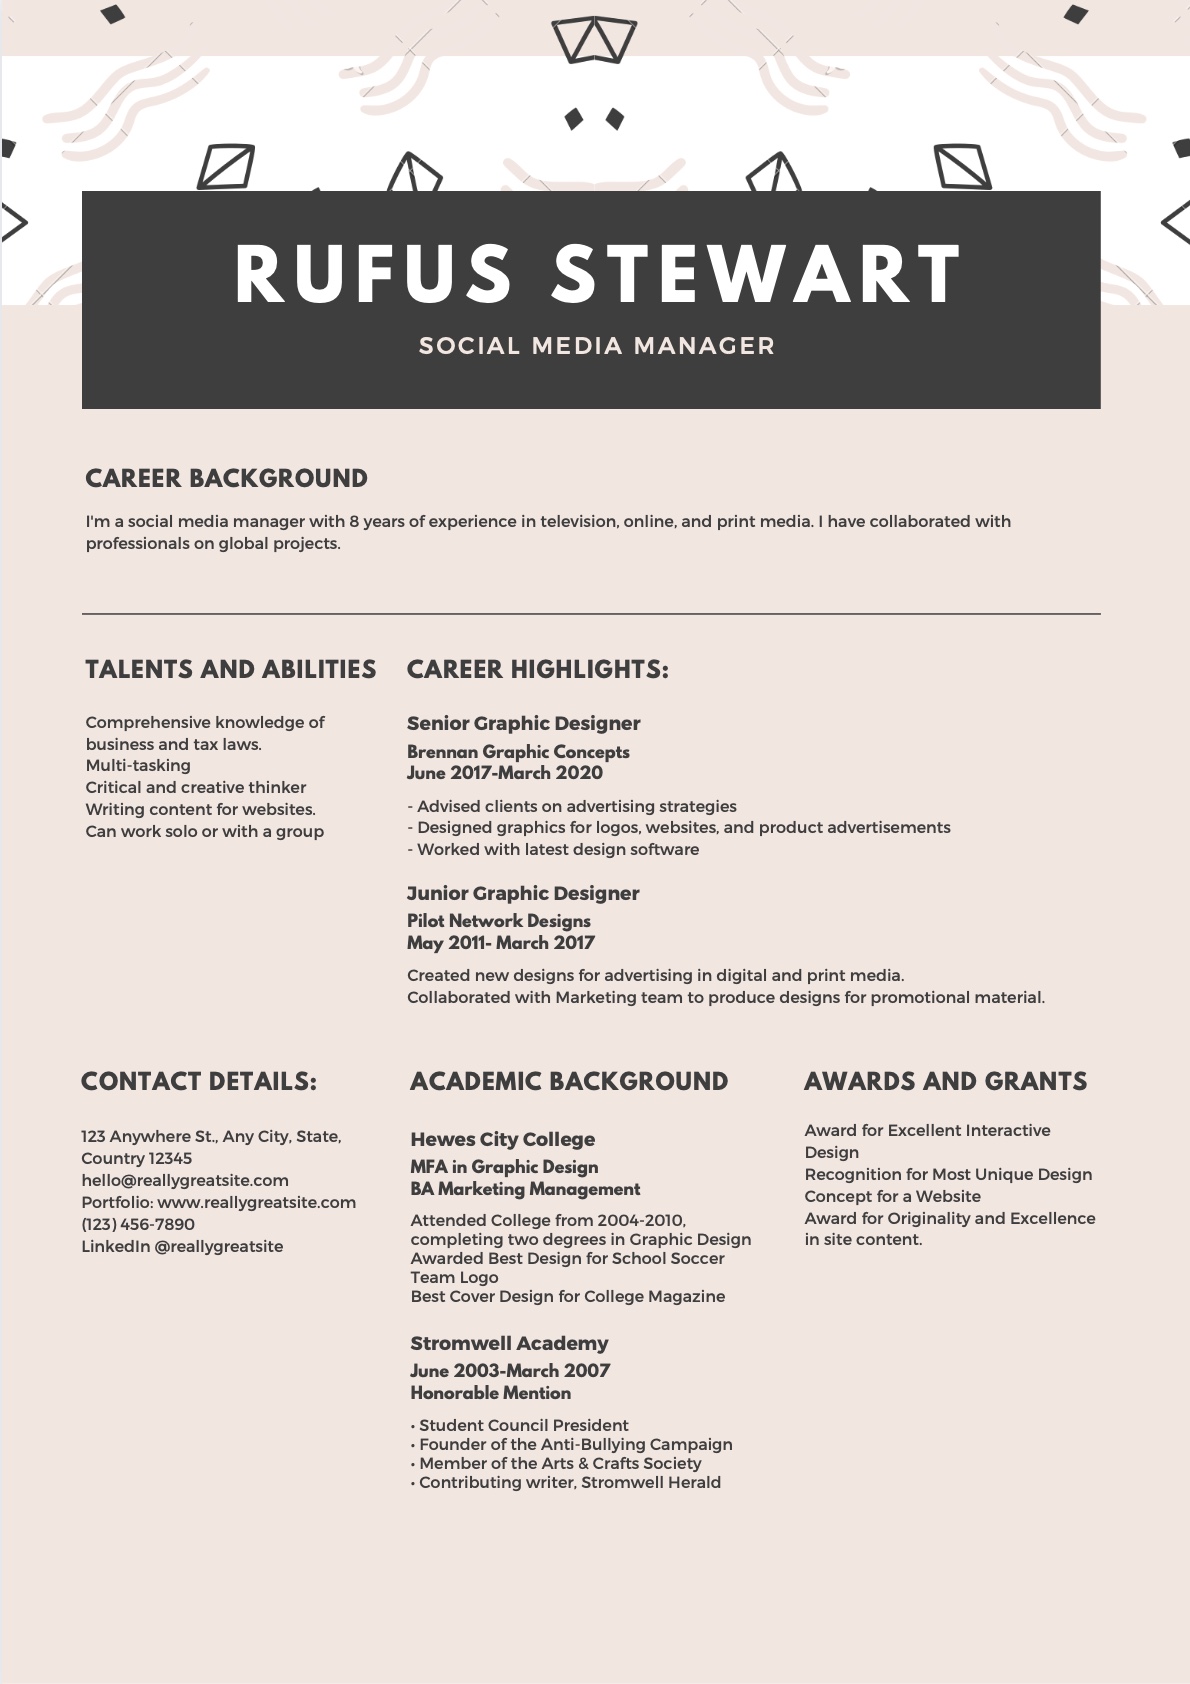 RUFUS STEWART
SOCIAL MEDIA MANAGER
CAREER BACKGROUND
I'm a social media manager with 8 years of experience in television, online, and print media. I have collaborated with
professionals on global projects.
TALENTS AND ABILITIES
Comprehensive knowledge of
business and tax laws.
Multi-tasking
Critical and creative thinker
Writing content for websites.
Can work solo or with a group
CAREER HIGHLIGHTS:
Senior Graphic Designer
Brennan Graphic Concepts
June 2017-March 2020
- Advised clients on advertising strategies
- Designed graphics for logos, websites, and product advertisements
- Worked with latest design software
Junior Graphic Designer
Pilot Network Designs
May 2011- March 2017
Created new designs for advertising in digital and print media.
Collaborated with Marketing team to produce designs for promotional material.
CONTACT DETAILS:
123 Anywhere St., Any City, State,
Country 12345
hello@reallygreatsite.com
Portfolio: www.reallygreatsite.com
(123) 456-7890
LinkedIn @reallygreatsite
ACADEMIC BACKGROUND
Hewes City College
MFA in Graphic Design
BA Marketing Management
Attended College from 2004-2010,
completing two degrees in Graphic Design
Awarded Best Design for School Soccer
Team Logo
Best Cover Design for College Magazine
Stromwell Academy
June 2003-March 2007
Honorable Mention
• Student Council President
• Founder of the Anti-Bullying Campaign
• Member of the Arts & Crafts Society
• Contributing writer, Stromwell Herald
AWARDS AND GRANTS
Award for Excellent Interactive
Design
Recognition for Most Unique Design
Concept for a Website
Award for Originality and Excellence
in site content.